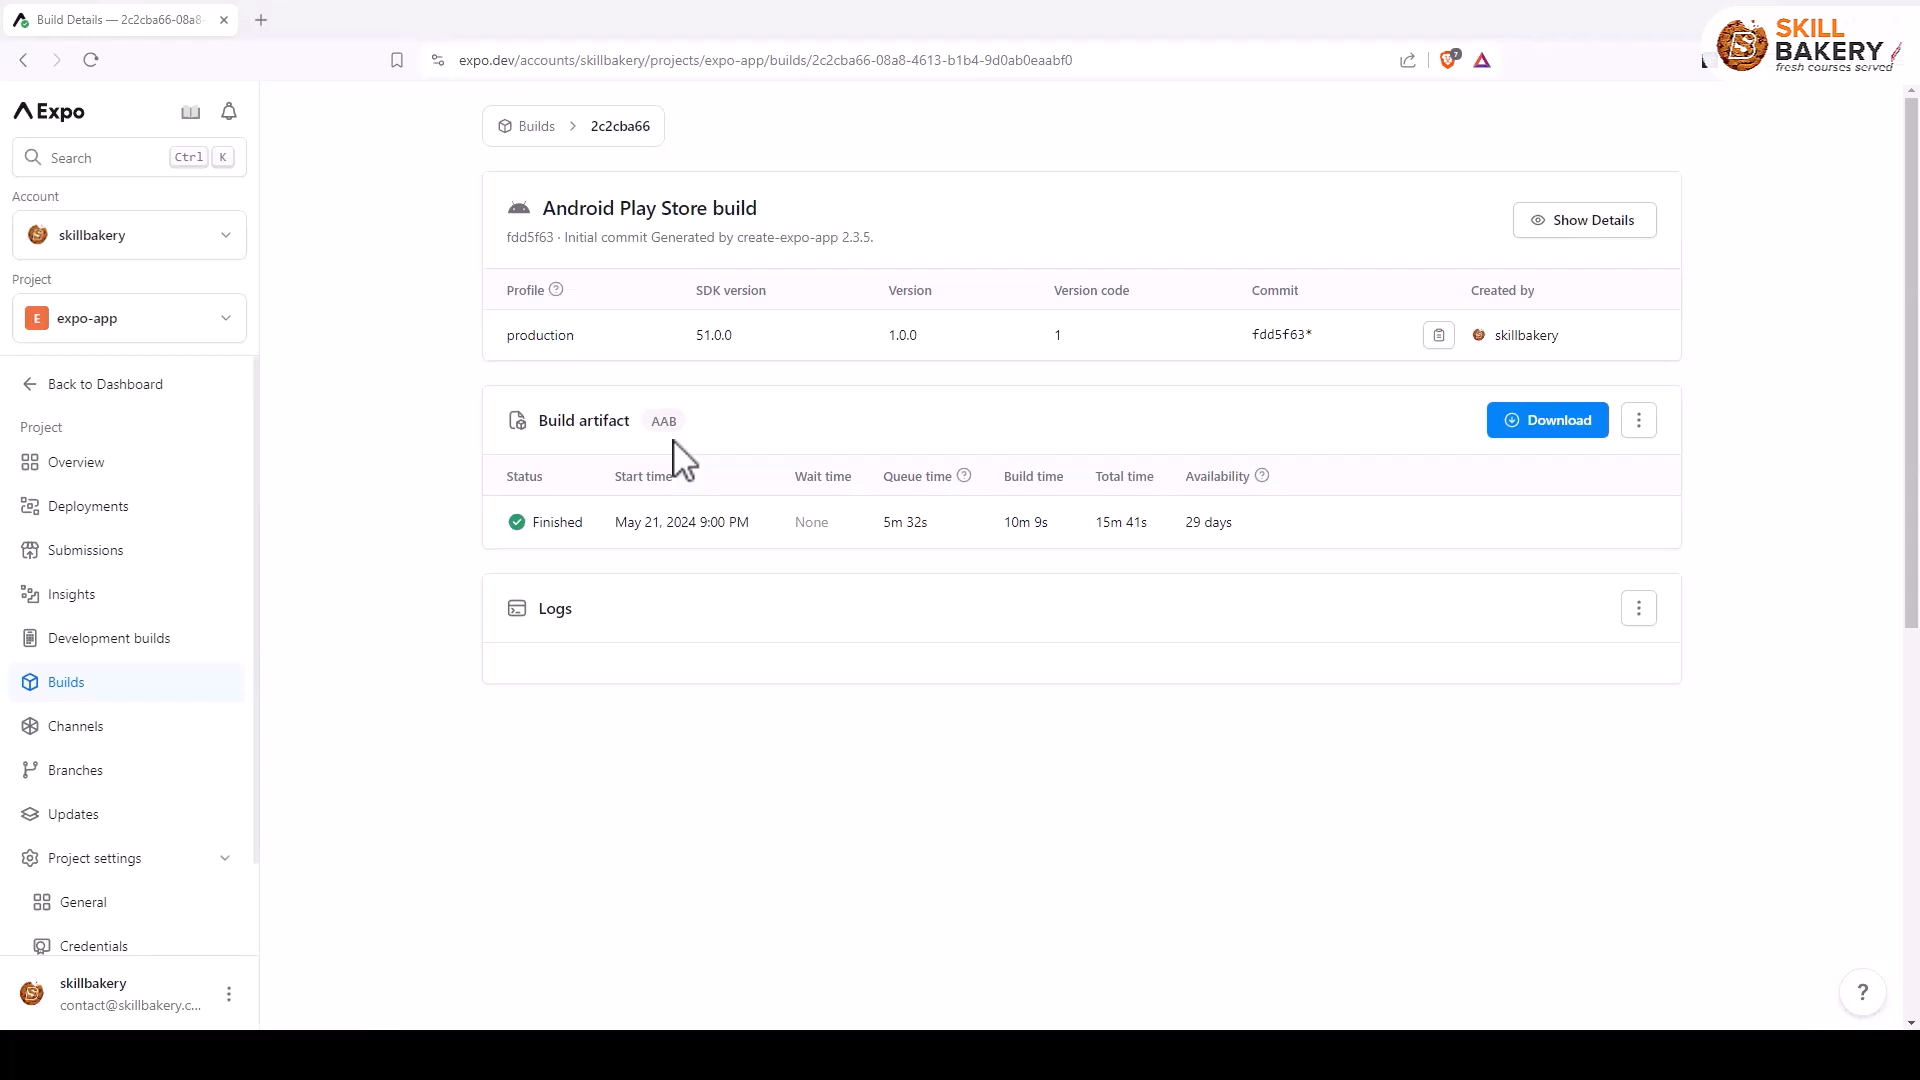 Build Details — 2c2cba66-08a8-
expo.dev/accounts/skillbakery/projects/expo-app/builds/2c2cba66-08a8-4613-b1b4-9d0ab0eaabf0
7
SKILL
BAKERY
fresh courses served
Expo
Search Ctrl K
Account
skillbakery
Project
E expo-app
Back to Dashboard
Project
Overview
Deployments
Submissions
Insights
Development builds
Builds
Channels
Branches
Updates
Project settings
General
Credentials
skillbakery
contact@skillbakery.c...
Builds > 2c2cba66
Android Play Store build
fdd5f63 · Initial commit Generated by create-expo-app 2.3.5.
Show Details
Profile ? SDK version Version Version code Commit Created by
production 51.0.0 1.0.0 1 fdd5f63* skillbakery
Build artifact AAB
Download
Status Start time Wait time Queue time ? Build time Total time Availability ?
Finished May 21, 2024 9:00 PM None 5m 32s 10m 9s 15m 41s 29 days
Logs
?